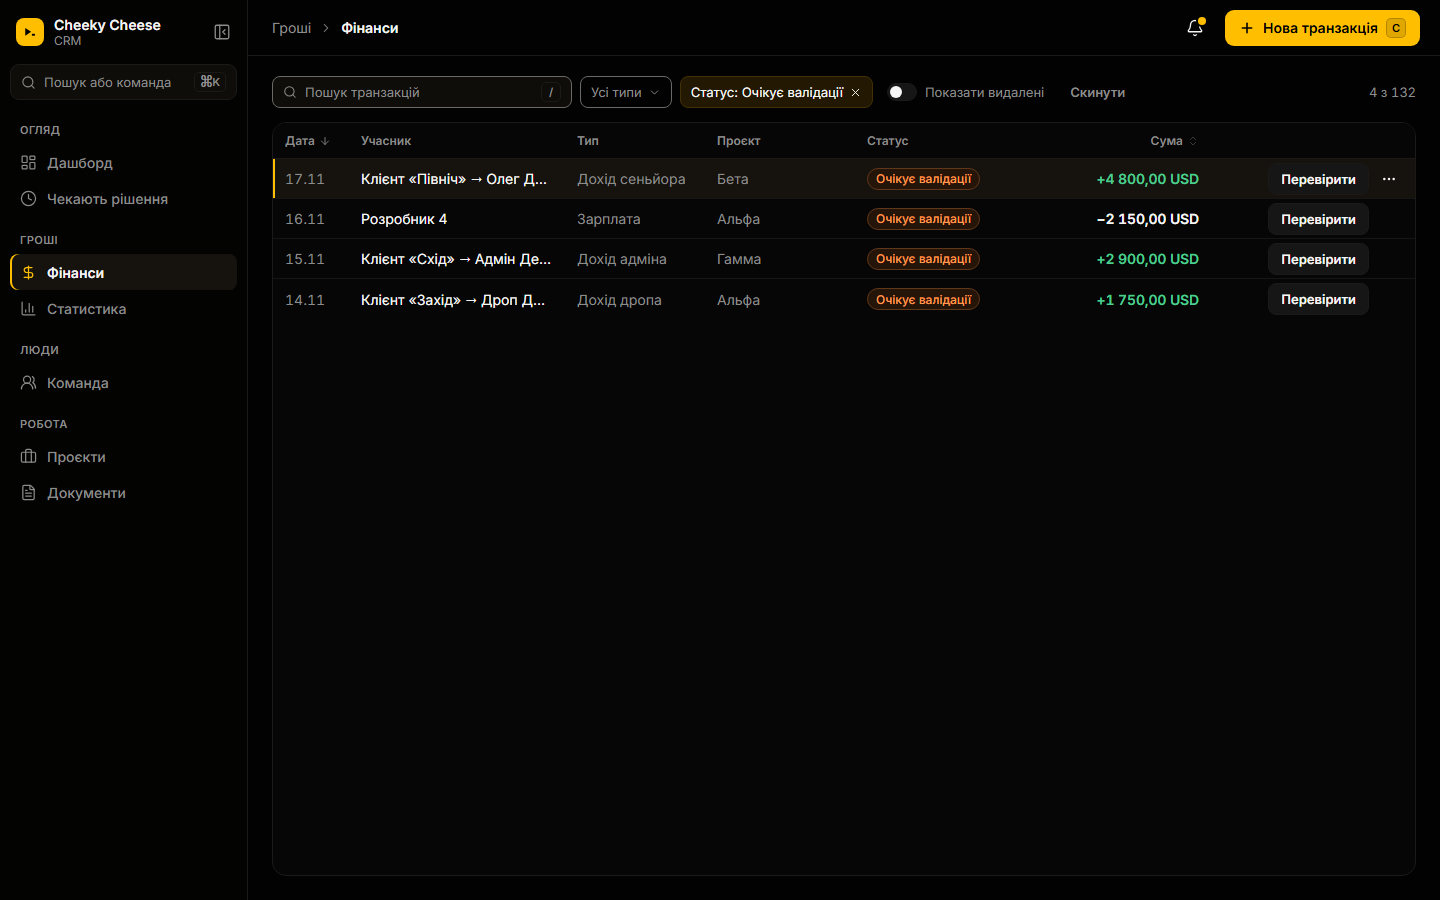 Cheeky Cheese
CRM
Пошук або команда ⌘K
ОГЛЯД
Дашборд
Чекають рішення
ГРОШІ
Фінанси
Статистика
ЛЮДИ
Команда
РОБОТА
Проєкти
Документи
Гроші > Фінанси
+ Нова транзакція C
Пошук транзакцій /
Усі типи
Статус: Очікує валідації ×
Показати видалені
Скинути
4 з 132
Дата ↓ Учасник Тип Проєкт Статус Сума
17.11 Клієнт «Північ» → Олег Д... Дохід сеньйора Бета Очікує валідації +4 800,00 USD Перевірити ...
16.11 Розробник 4 Зарплата Альфа Очікує валідації −2 150,00 USD Перевірити
15.11 Клієнт «Схід» → Адмін Де... Дохід адміна Гамма Очікує валідації +2 900,00 USD Перевірити
14.11 Клієнт «Захід» → Дроп Д... Дохід дропа Альфа Очікує валідації +1 750,00 USD Перевірити